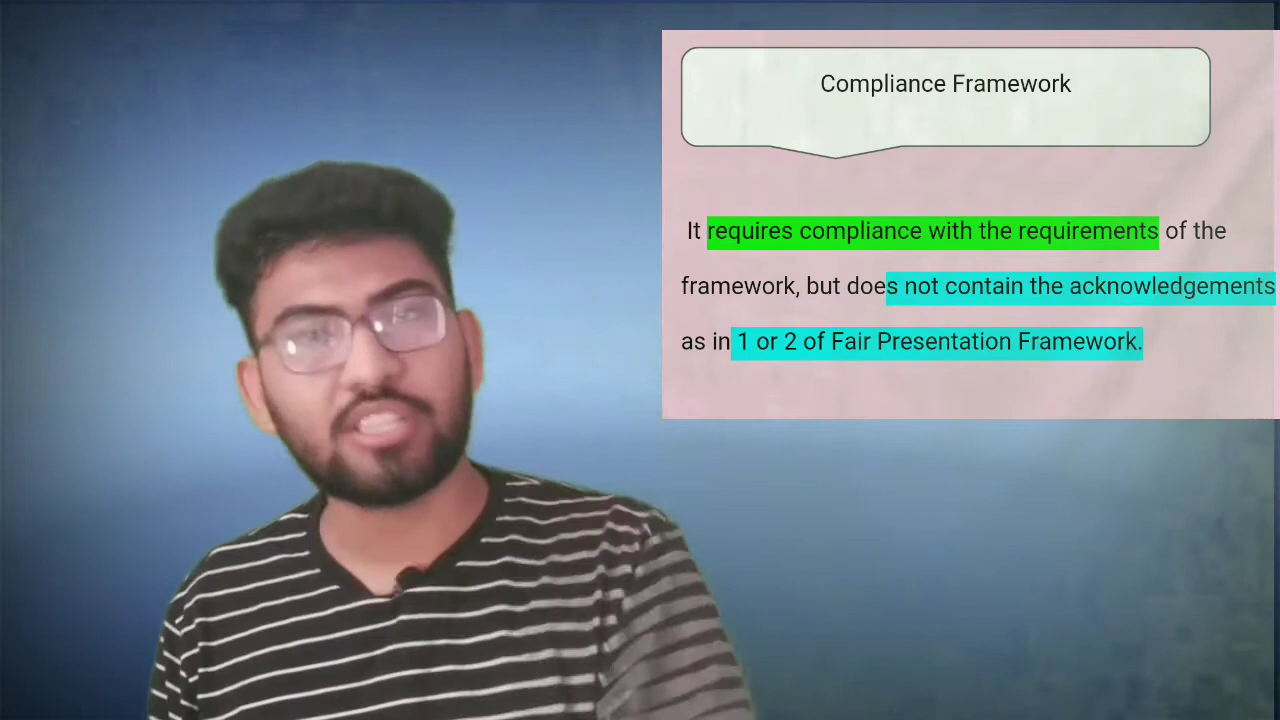 Compliance Framework
It requires compliance with the requirements of the
framework, but does not contain the acknowledgements
as in 1 or 2 of Fair Presentation Framework.